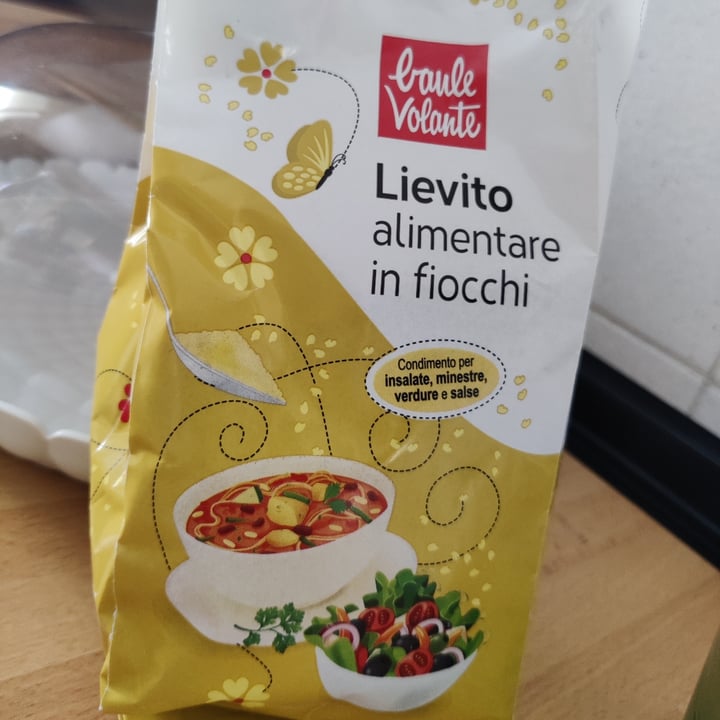 baule
Volante
Lievito
alimentare
in fiocchi
Condimento per
insalate, minestre,
verdure e salse